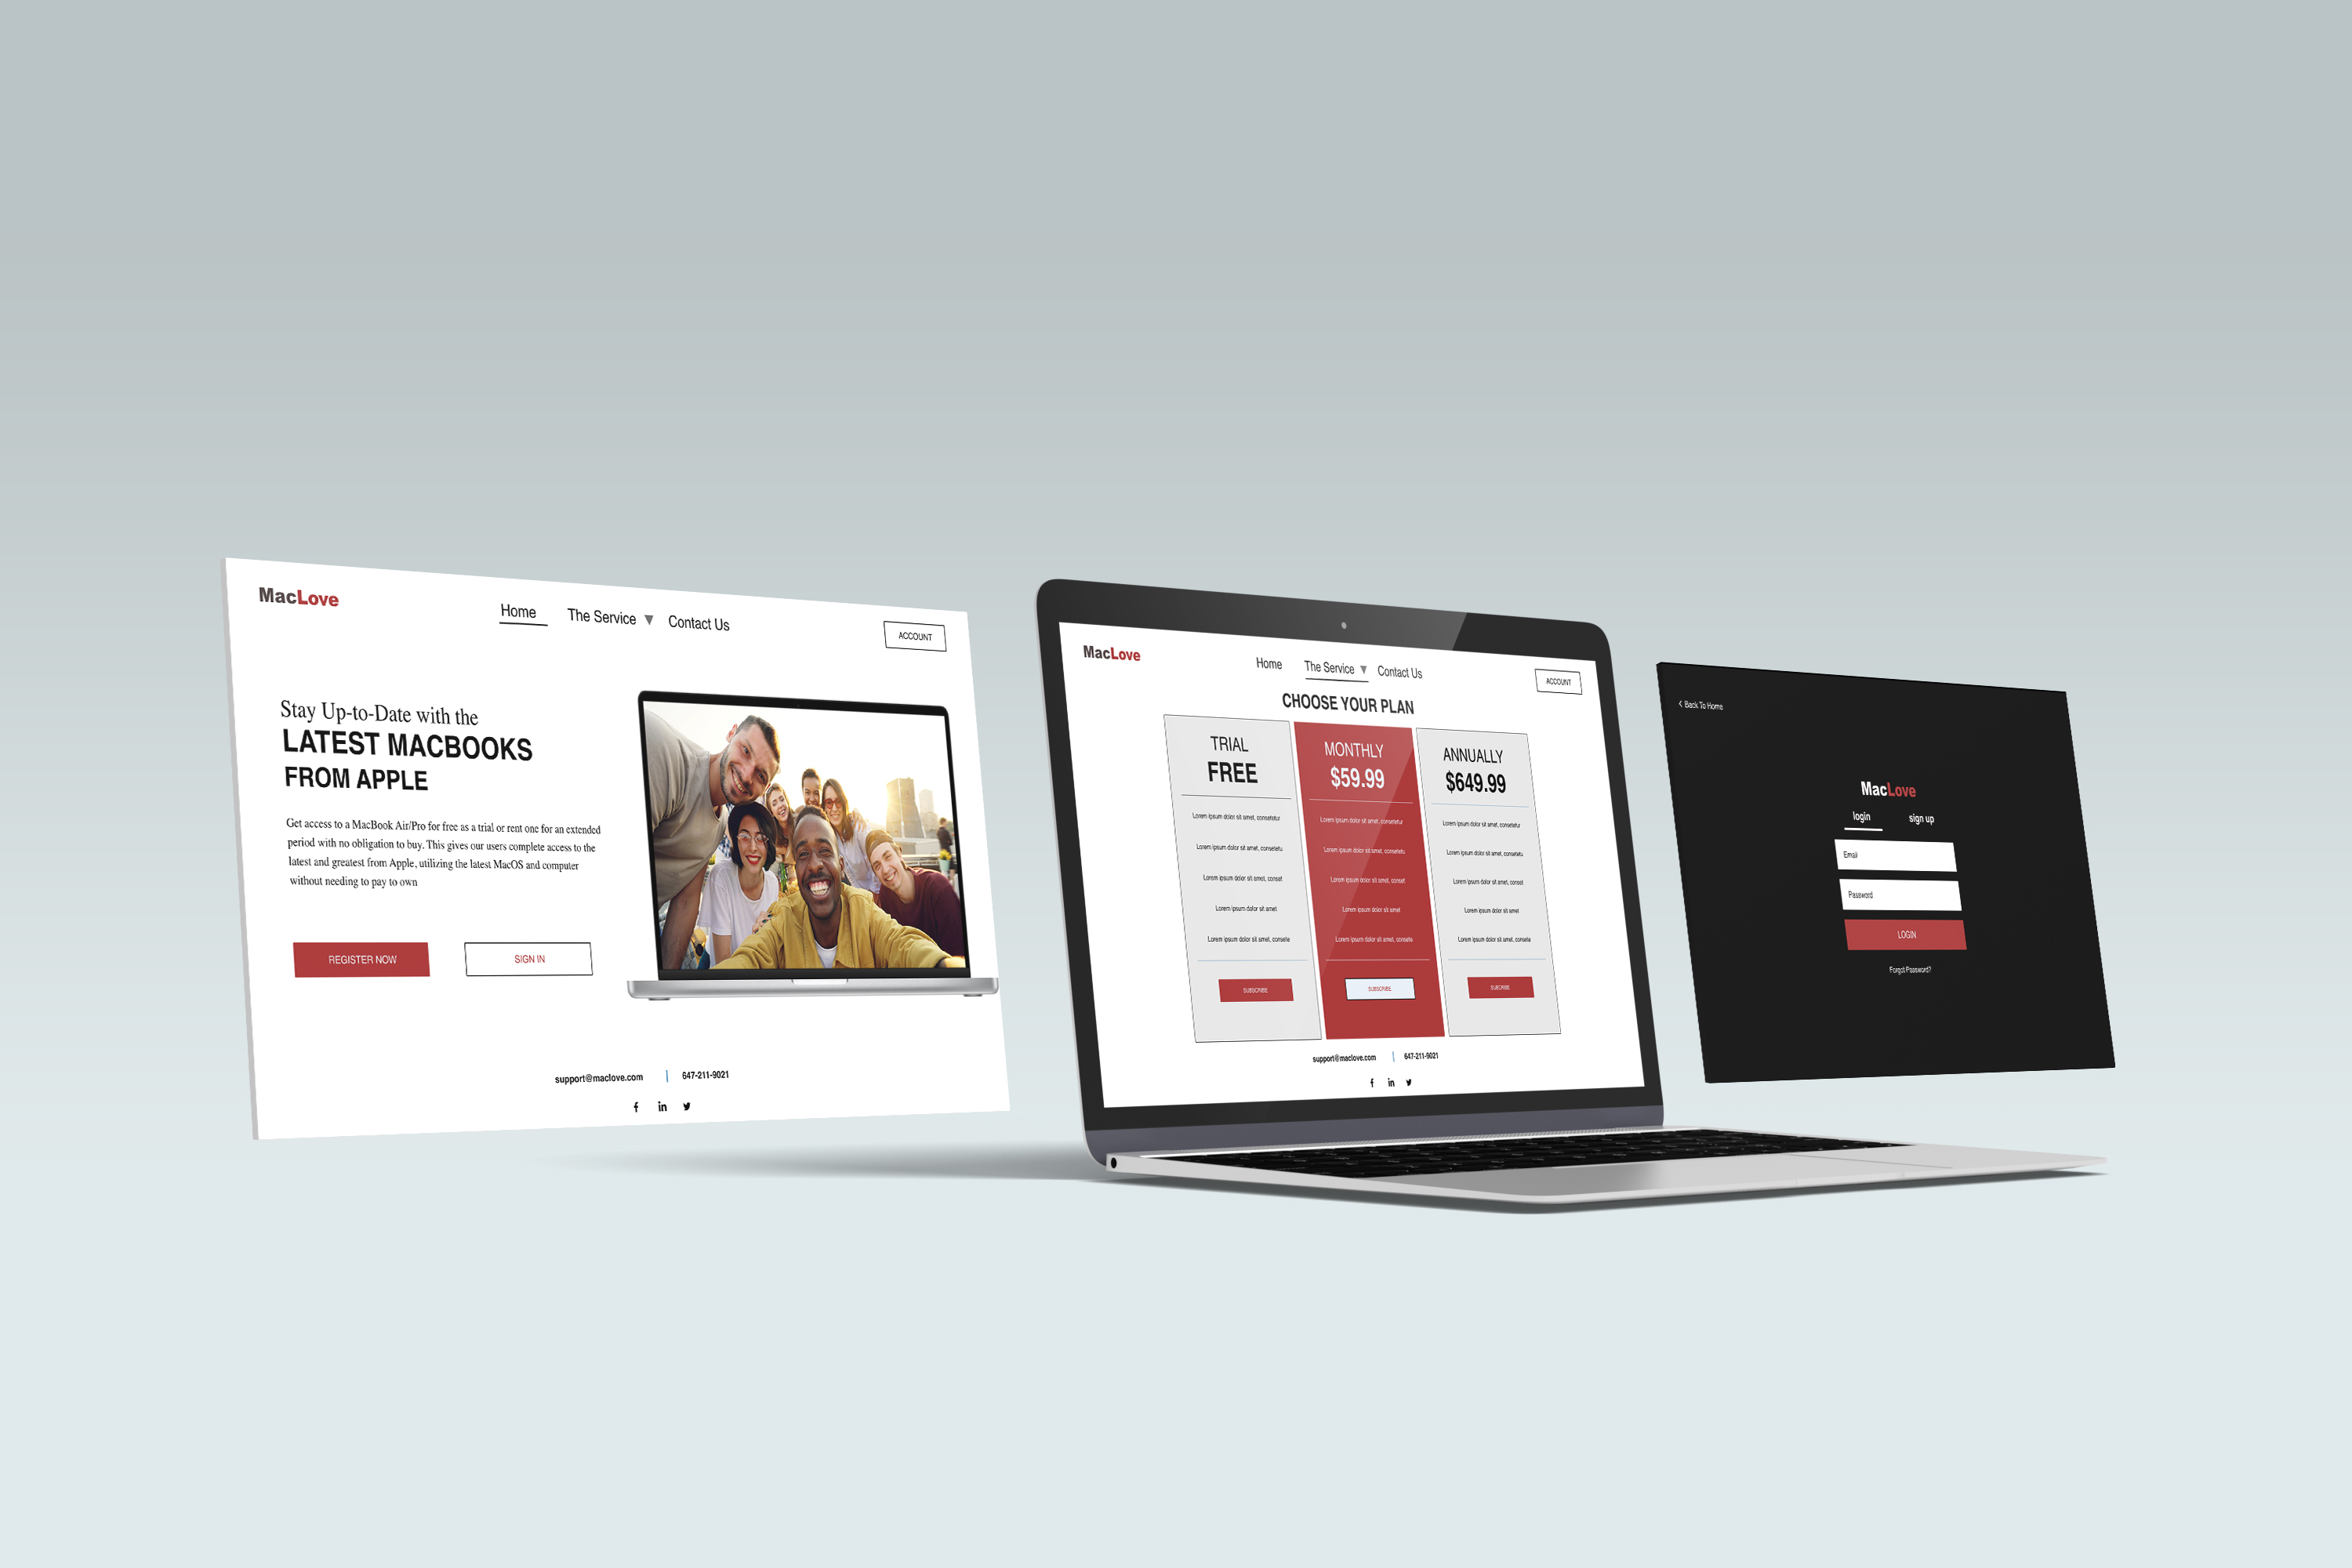 MacLove
Home The Service ▼ Contact Us
ACCOUNT
Stay Up-to-Date with the
LATEST MACBOOKS
FROM APPLE
Get access to a MacBook Air/Pro for free as a trial or rent one for an extended
period with no obligation to buy. This gives our users complete access to the
latest and greatest from Apple, utilizing the latest MacOS and computer
without needing to pay to own
REGISTER NOW
SIGN IN
support@maclove.com | 647-211-9021
MacLove
Home The Service ▼ Contact Us
ACCOUNT
CHOOSE YOUR PLAN
TRIAL
FREE
Lorem ipsum dolor sit amet, consetetur
Lorem ipsum dolor sit amet, consetetu
Lorem ipsum dolor sit amet, conset
Lorem ipsum dolor sit amet
Lorem ipsum dolor sit amet, consete
SUBSCRIBE
MONTHLY
$59.99
Lorem ipsum dolor sit amet, consetetur
Lorem ipsum dolor sit amet, consetetu
Lorem ipsum dolor sit amet, conset
Lorem ipsum dolor sit amet
Lorem ipsum dolor sit amet, consete
SUBSCRIBE
ANNUALLY
$649.99
Lorem ipsum dolor sit amet, consetetur
Lorem ipsum dolor sit amet, consetetu
Lorem ipsum dolor sit amet, conset
Lorem ipsum dolor sit amet
Lorem ipsum dolor sit amet, consete
SUBCRIBE
support@maclove.com | 647-211-9021
< Back To Home
MacLove
login sign up
Email
Password
LOGIN
Forgot Password?